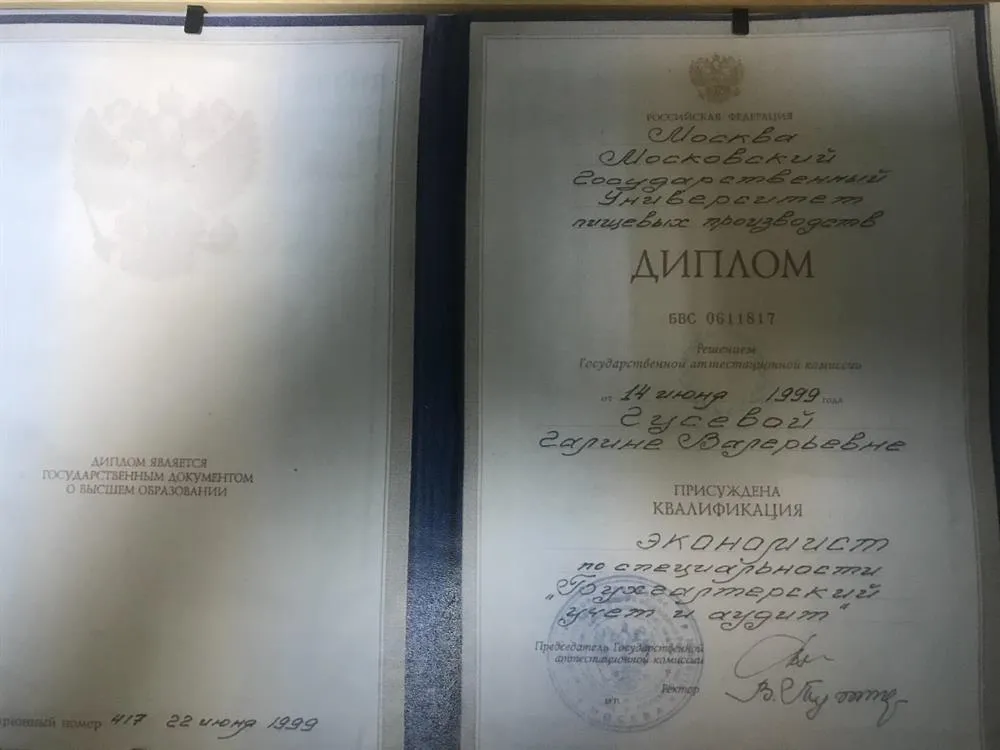 ДИПЛОМ ЯВЛЯЕТСЯ
ГОСУДАРСТВЕННЫМ ДОКУМЕНТОМ
О ВЫСШЕМ ОБРАЗОВАНИИ
номер 417 22 июня 1999
РОССИЙСКАЯ ФЕДЕРАЦИЯ
Москва
Московский
Государственный
Университет
пищевых производств
ДИПЛОМ
БВС 0611817
Решением
Государственной аттестационной комиссии
от 14 июня 1999 года
Гусевой
Галине Валерьевне
ПРИСУЖДЕНА
КВАЛИФИКАЦИЯ
экономист
по специальности
„Бухгалтерский
учет и аудит“
Председатель Государственной
аттестационной комиссии
Ректор
М.П.
МОСКВА